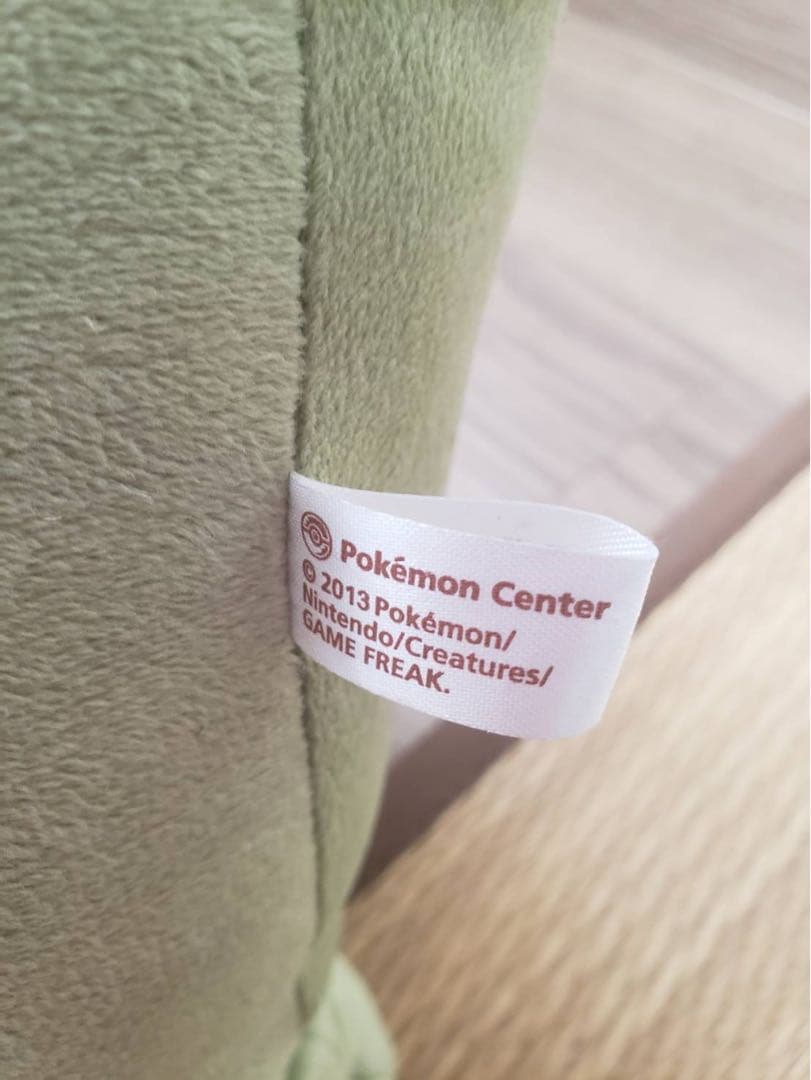 Pokémon Center
© 2013 Pokémon/
Nintendo/Creatures/
GAME FREAK.